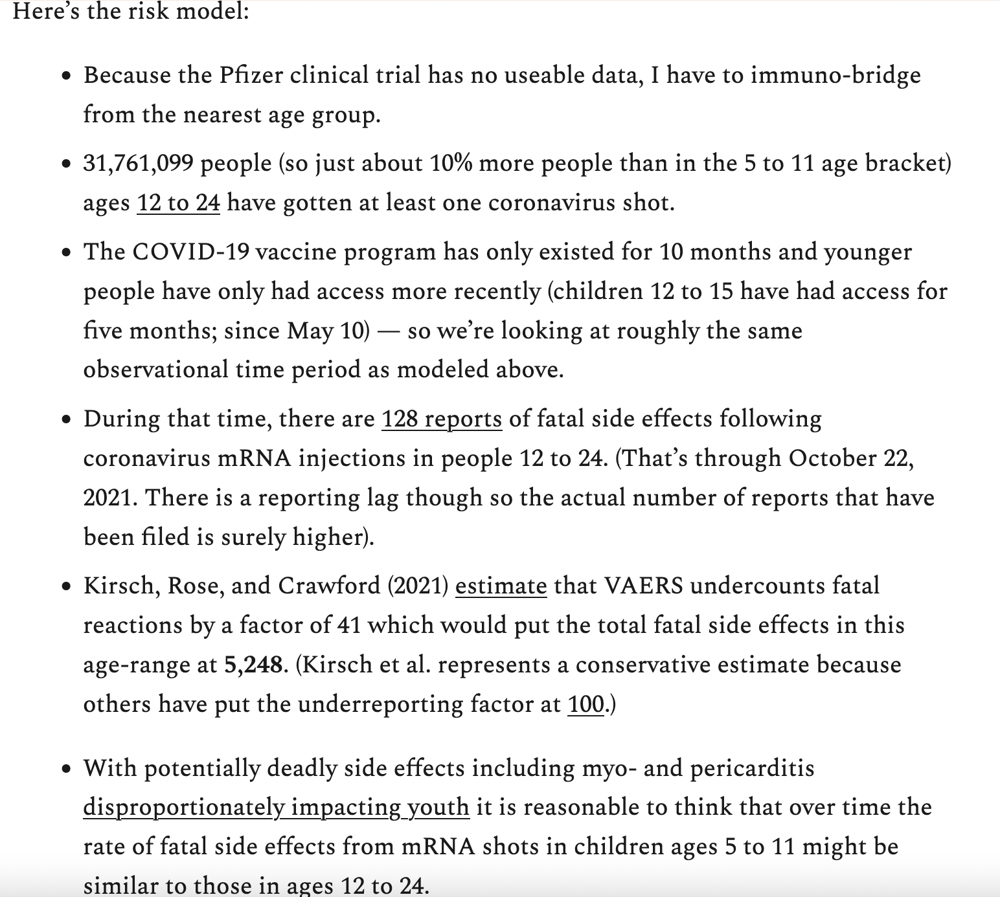 Here’s the risk model:
• Because the Pfizer clinical trial has no useable data, I have to immuno-bridge
from the nearest age group.
• 31,761,099 people (so just about 10% more people than in the 5 to 11 age bracket)
ages 12 to 24 have gotten at least one coronavirus shot.
• The COVID-19 vaccine program has only existed for 10 months and younger
people have only had access more recently (children 12 to 15 have had access for
five months; since May 10) — so we’re looking at roughly the same
observational time period as modeled above.
• During that time, there are 128 reports of fatal side effects following
coronavirus mRNA injections in people 12 to 24. (That’s through October 22,
2021. There is a reporting lag though so the actual number of reports that have
been filed is surely higher).
• Kirsch, Rose, and Crawford (2021) estimate that VAERS undercounts fatal
reactions by a factor of 41 which would put the total fatal side effects in this
age-range at 5,248. (Kirsch et al. represents a conservative estimate because
others have put the underreporting factor at 100.)
• With potentially deadly side effects including myo- and pericarditis
disproportionately impacting youth it is reasonable to think that over time the
rate of fatal side effects from mRNA shots in children ages 5 to 11 might be
similar to those in ages 12 to 24.